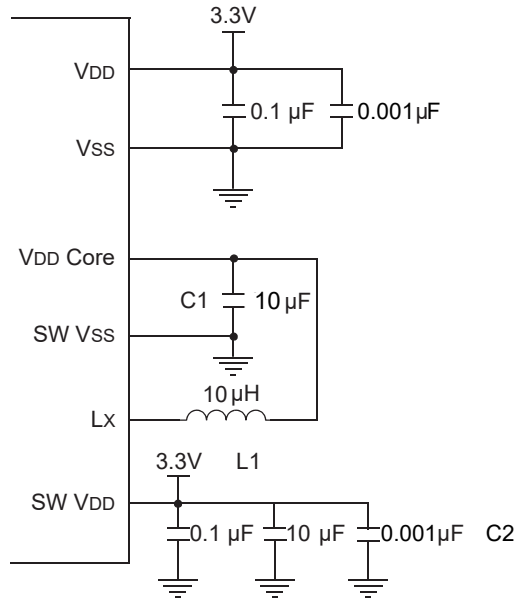 3.3V
VDD
0.1 µF
0.001µF
VSS
VDD Core
C1
10 µF
SW VSS
10 µH
LX
3.3V
L1
SW VDD
0.1 µF
10 µF
0.001µF
C2